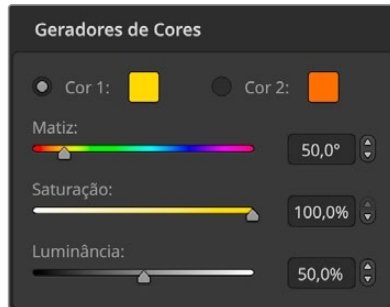 Geradores de Cores
Cor 1: Cor 2:
Matiz:
50,0°
Saturação:
100,0%
Luminância:
50,0%